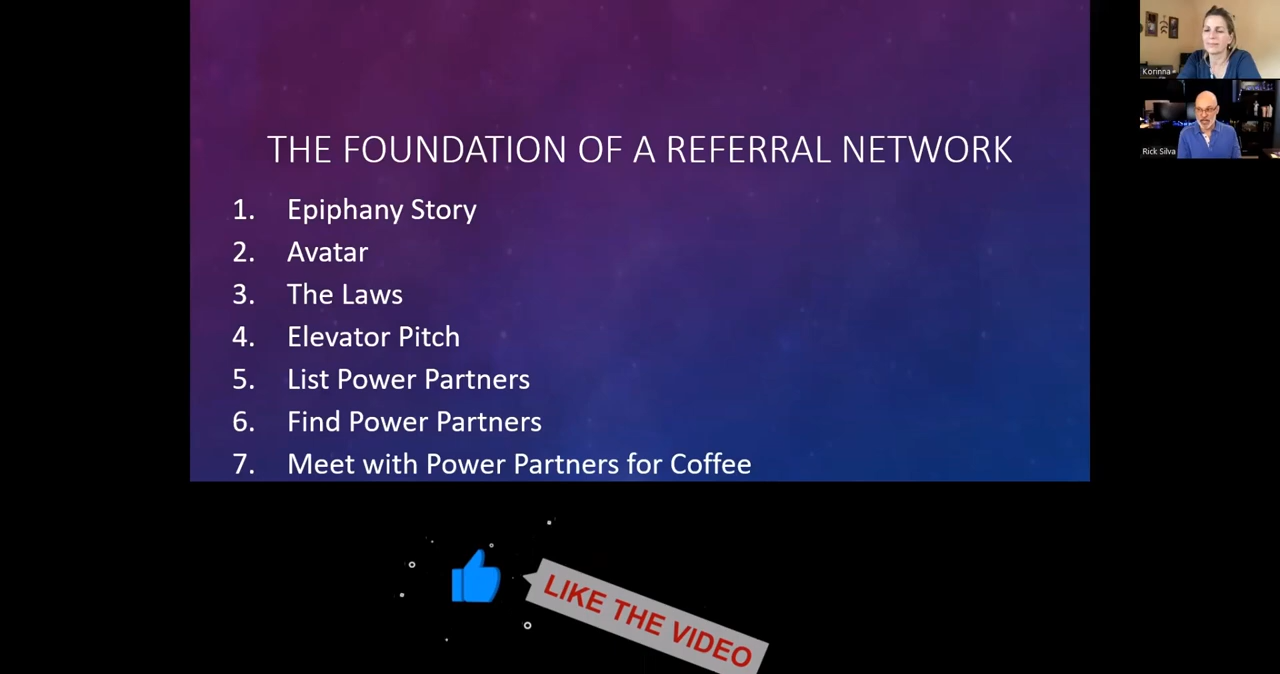 THE FOUNDATION OF A REFERRAL NETWORK
1. Epiphany Story
2. Avatar
3. The Laws
4. Elevator Pitch
5. List Power Partners
6. Find Power Partners
7. Meet with Power Partners for Coffee
LIKE THE VIDEO
Korinna
Rick Silva